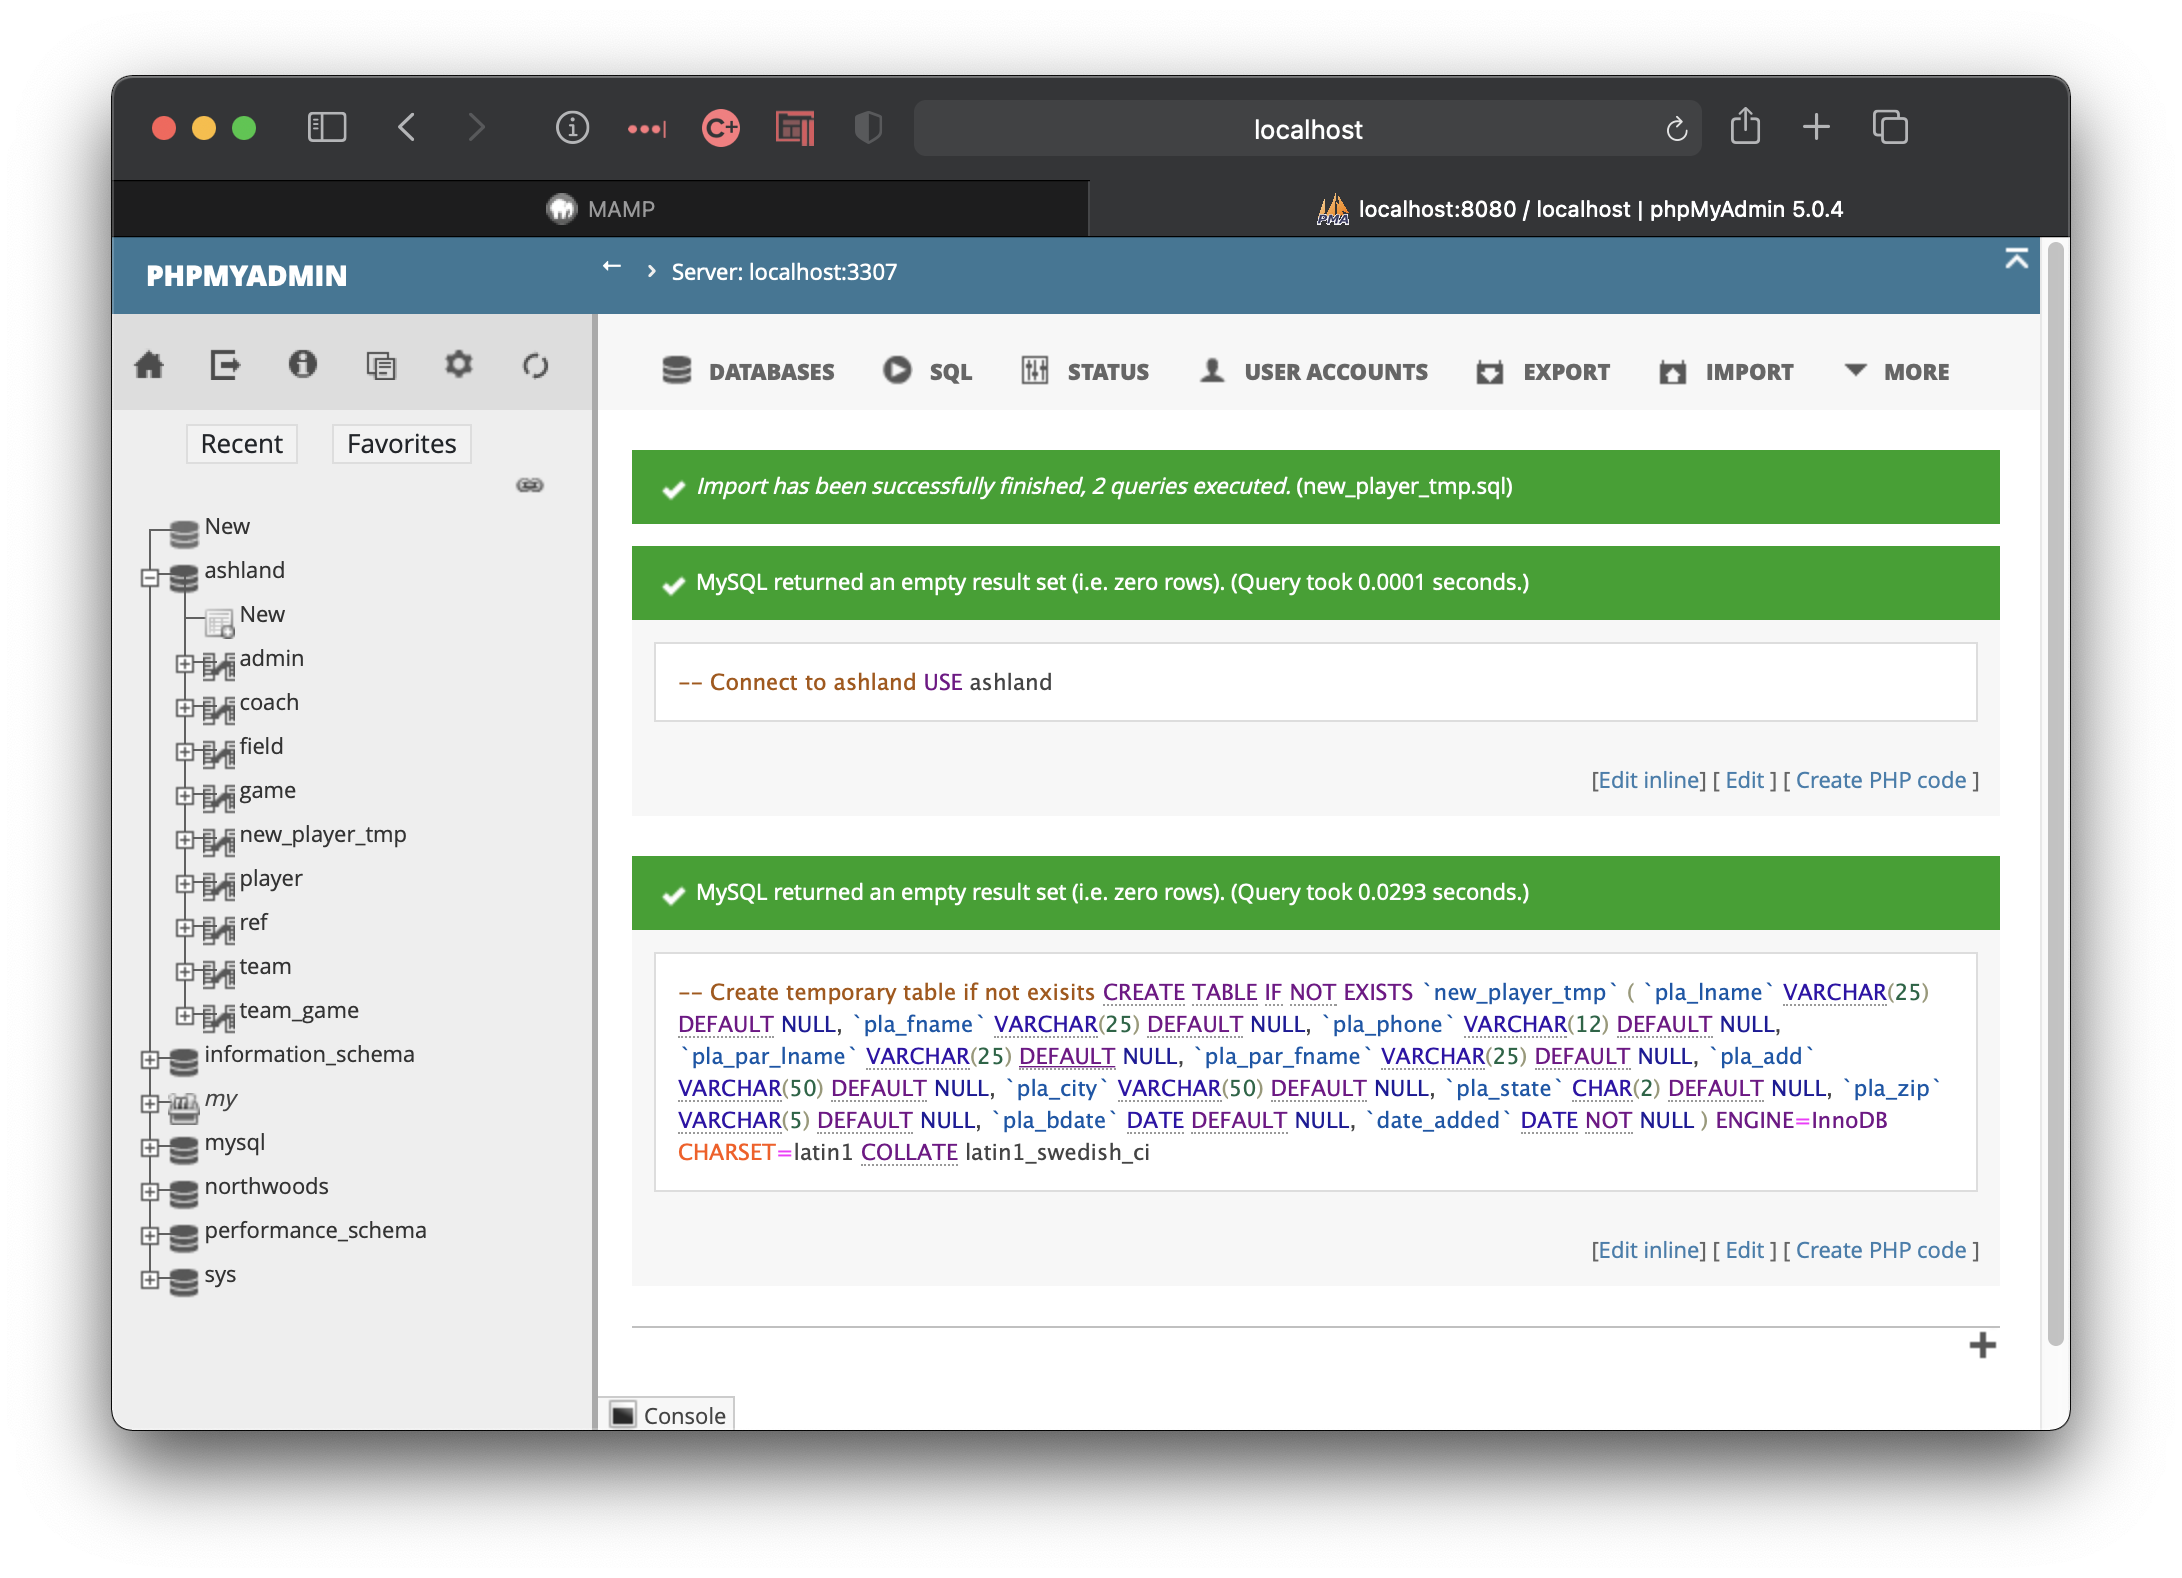 localhost
MAMP
PMA
localhost:8080 / localhost | phpMyAdmin 5.0.4
PHPMYADMIN
Server: localhost:3307
DATABASES
SQL
STATUS
USER ACCOUNTS
EXPORT
IMPORT
MORE
Recent
Favorites
New
ashland
New
admin
coach
field
game
new_player_tmp
player
ref
team
team_game
information_schema
my
mysql
northwoods
performance_schema
sys
Import has been successfully finished, 2 queries executed. (new_player_tmp.sql)
MySQL returned an empty result set (i.e. zero rows). (Query took 0.0001 seconds.)
-- Connect to ashland USE ashland
[Edit inline] [ Edit ] [ Create PHP code ]
MySQL returned an empty result set (i.e. zero rows). (Query took 0.0293 seconds.)
-- Create temporary table if not exisits CREATE TABLE IF NOT EXISTS `new_player_tmp` ( `pla_lname` VARCHAR(25)
DEFAULT NULL, `pla_fname` VARCHAR(25) DEFAULT NULL, `pla_phone` VARCHAR(12) DEFAULT NULL,
`pla_par_lname` VARCHAR(25) DEFAULT NULL, `pla_par_fname` VARCHAR(25) DEFAULT NULL, `pla_add`
VARCHAR(50) DEFAULT NULL, `pla_city` VARCHAR(50) DEFAULT NULL, `pla_state` CHAR(2) DEFAULT NULL, `pla_zip`
VARCHAR(5) DEFAULT NULL, `pla_bdate` DATE DEFAULT NULL, `date_added` DATE NOT NULL ) ENGINE=InnoDB
CHARSET=latin1 COLLATE latin1_swedish_ci
[Edit inline] [ Edit ] [ Create PHP code ]
Console